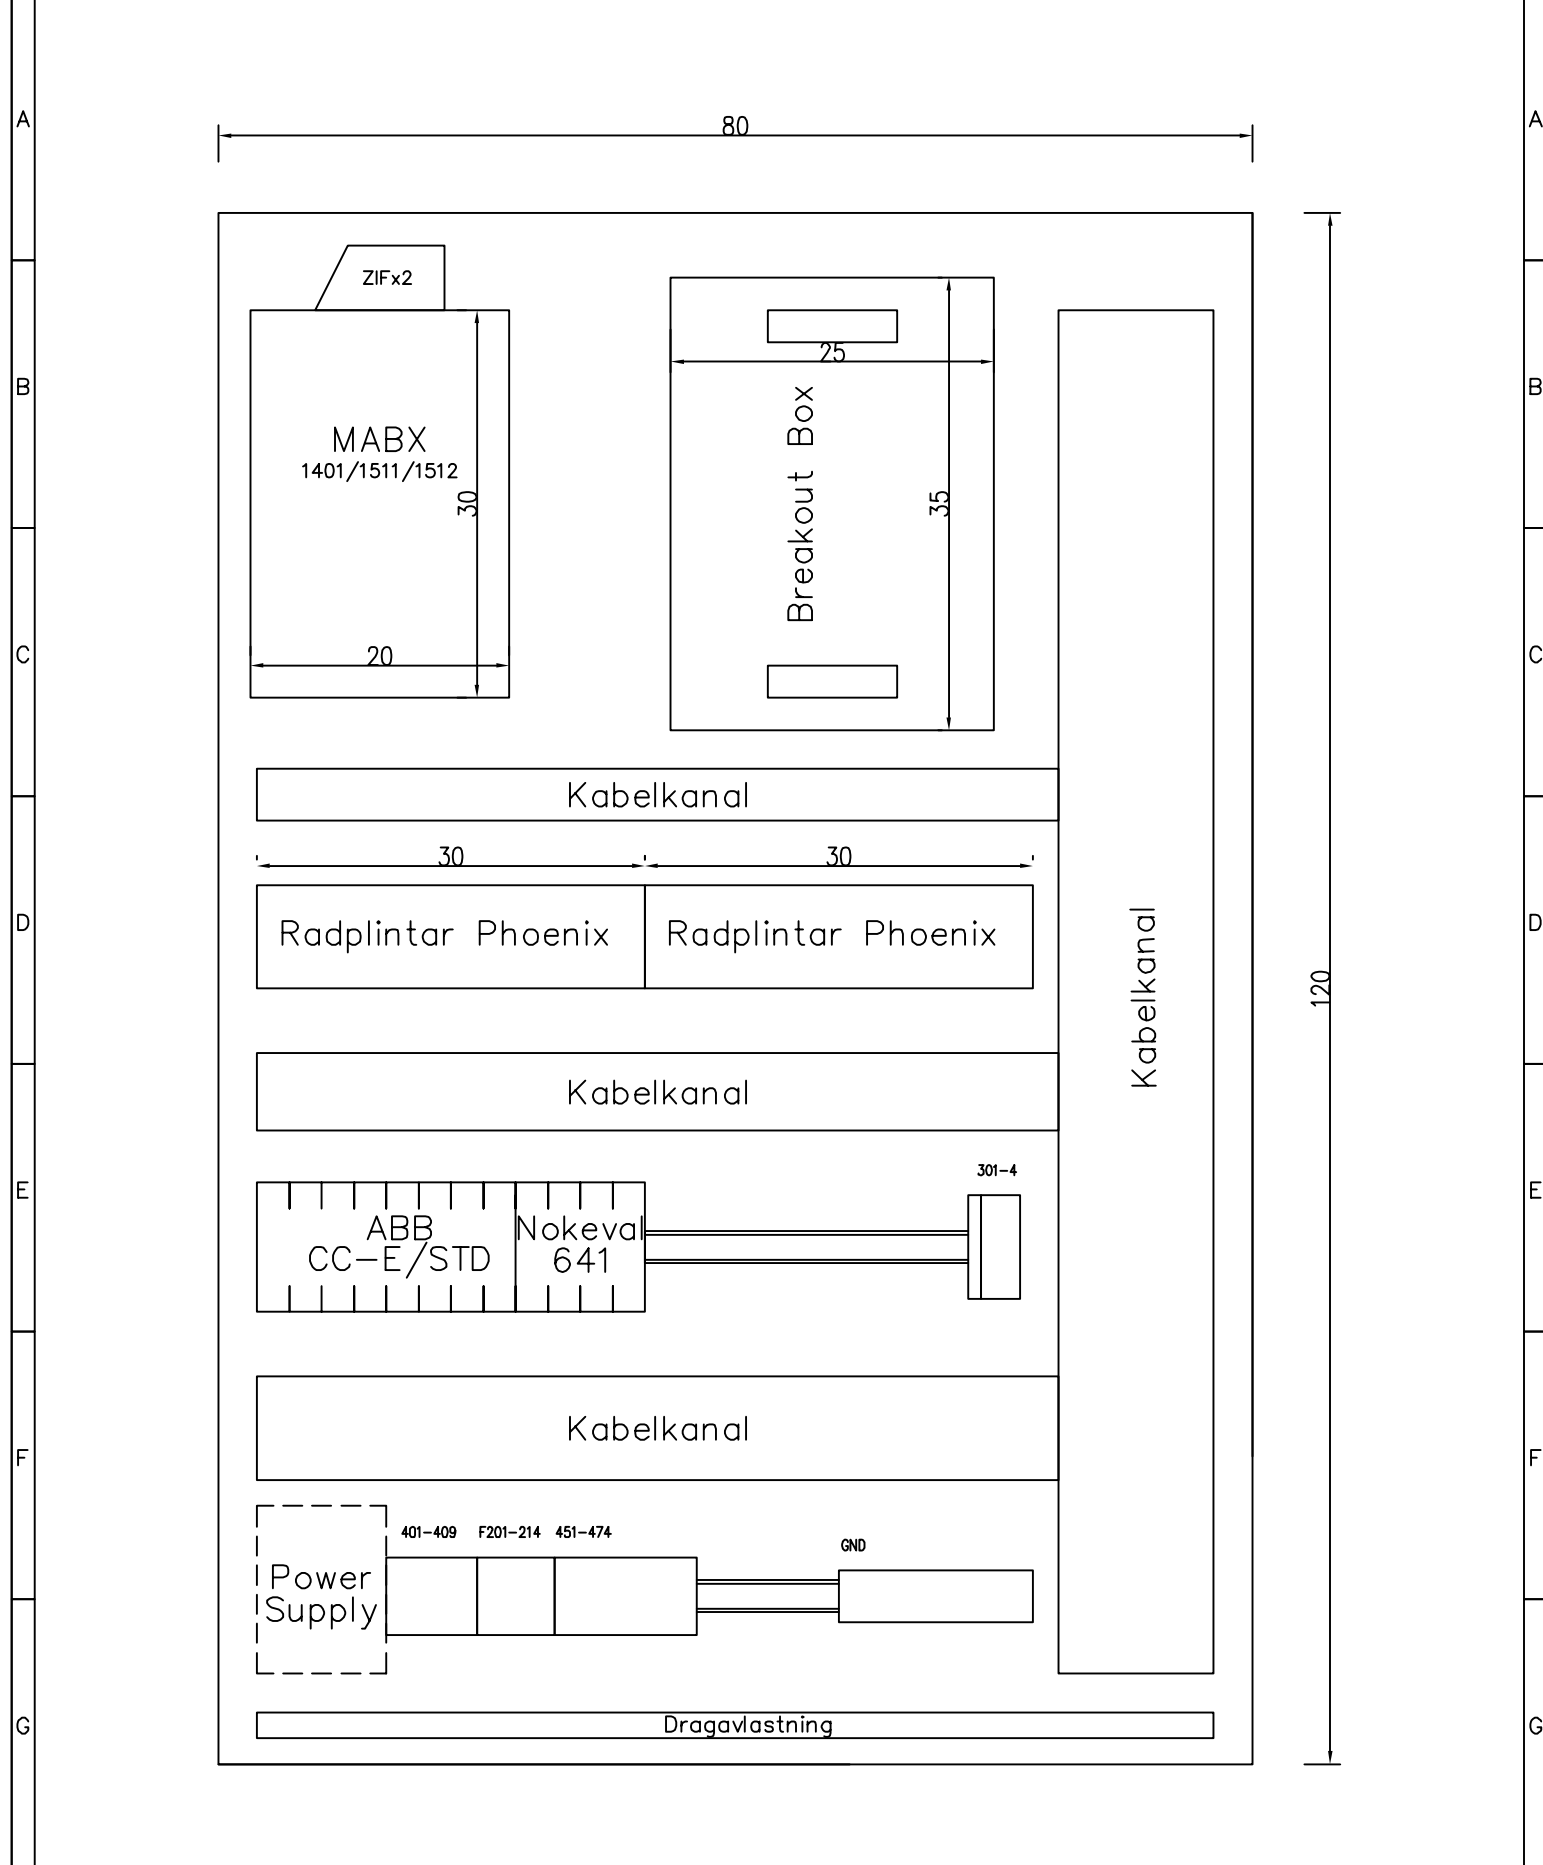 80
A
A
ZIFx2
25
B
B
MABX
1401/1511/1512
30
35
Breakout Box
20
C
C
Kabelkanal
30
30
Radplintar Phoenix
Radplintar Phoenix
D
D
Kabelkanal
120
Kabelkanal
301-4
E
E
ABB
CC-E/STD
Nokeval
641
Kabelkanal
F
F
401-409
F201-214
451-474
GND
Power
Supply
Dragavlastning
G
G